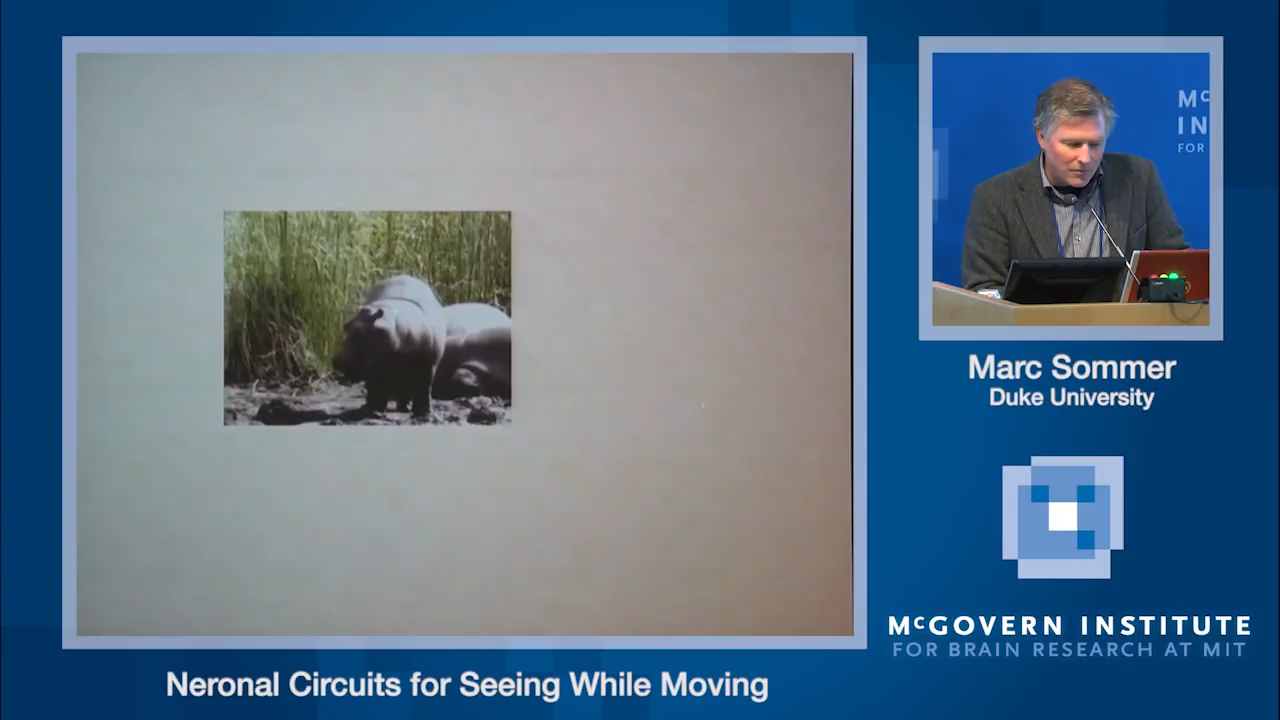 MC
IN
FOR
Marc Sommer
Duke University
MCGOVERN INSTITUTE
FOR BRAIN RESEARCH AT MIT
Neronal Circuits for Seeing While Moving